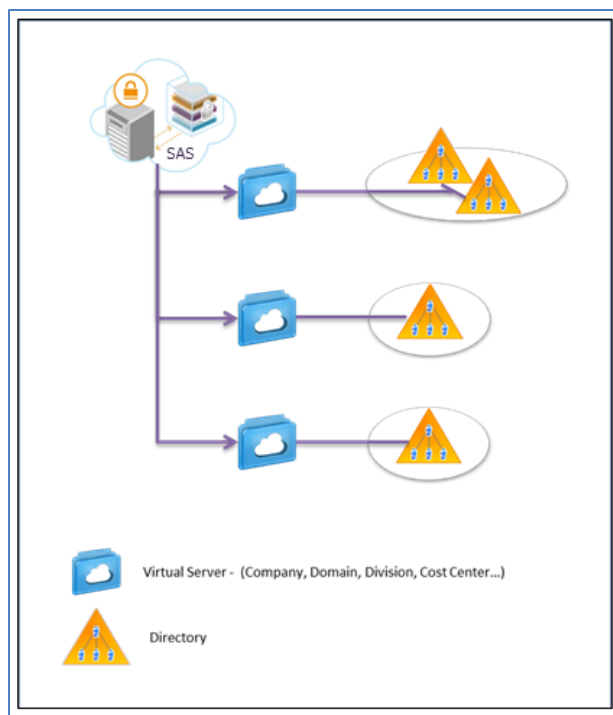 SAS
Virtual Server - (Company, Domain, Division, Cost Center...)
Directory